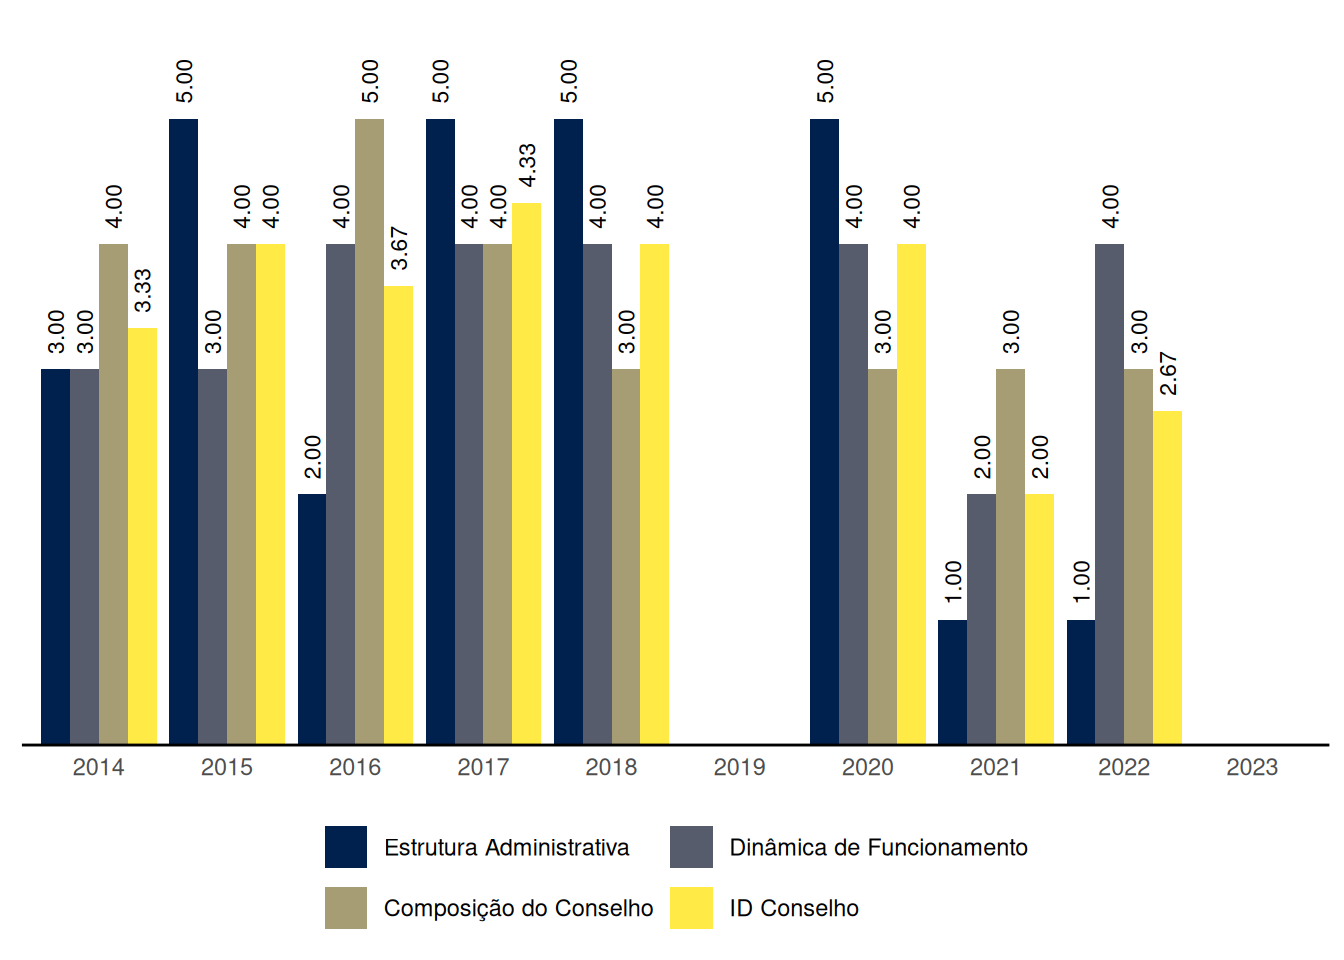 3.00 3.00 4.00 3.33
5.00 3.00 4.00 4.00
2.00 4.00 5.00 3.67
5.00 4.00 4.00 4.33
5.00 4.00 3.00 4.00
5.00 4.00 3.00 4.00
1.00 2.00 3.00 2.00
1.00 4.00 3.00 2.67
2014 2015 2016 2017 2018 2019 2020 2021 2022 2023
Estrutura Administrativa Dinâmica de Funcionamento
Composição do Conselho ID Conselho